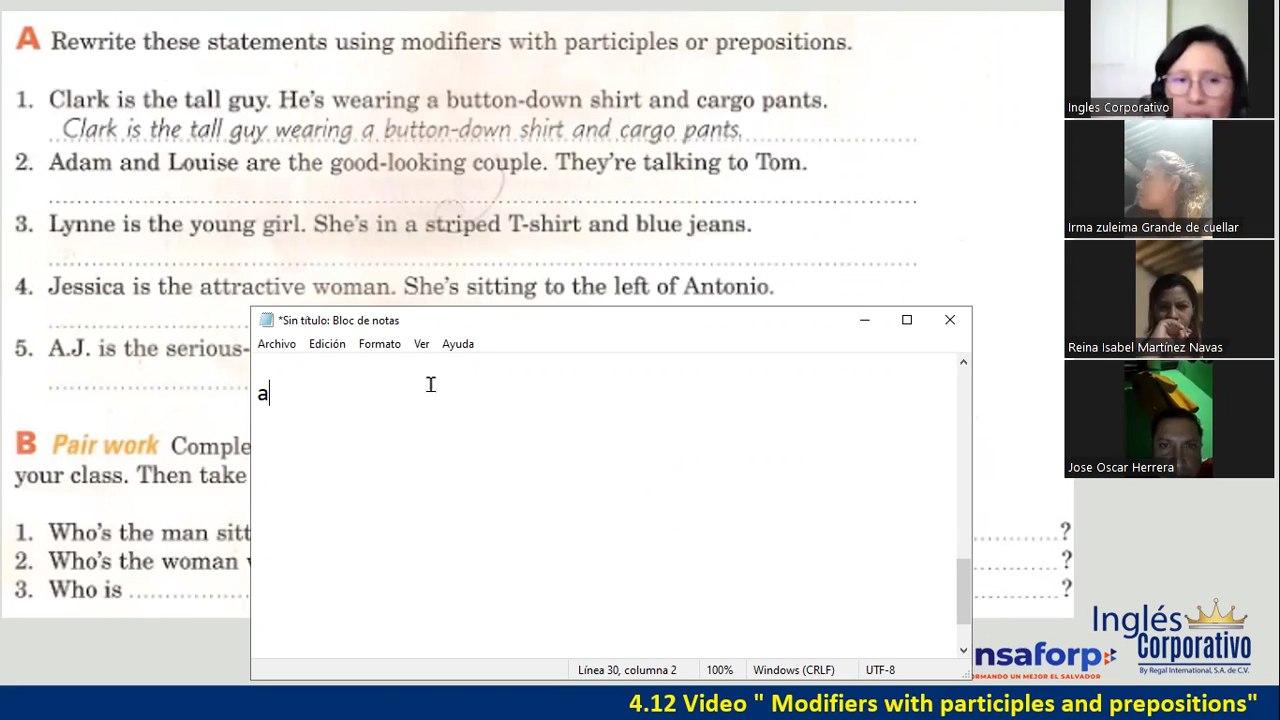 A Rewrite these statements using modifiers with participles or prepositions.
1. Clark is the tall guy. He's wearing a button-down shirt and cargo pants.
Clark is the tall guy wearing a button-down shirt and cargo pants.
2. Adam and Louise are the good-looking couple. They're talking to Tom.
3. Lynne is the young girl. She's in a striped T-shirt and blue jeans.
4. Jessica is the attractive woman. She's sitting to the left of Antonio.
5. A.J. is the serious-
B Pair work Comple
your class. Then take
1. Who's the man sitt
?
2. Who's the woman
?
3. Who is
?
*Sin título: Bloc de notas
Archivo Edición Formato Ver Ayuda
a
Línea 30, columna 2 100% Windows (CRLF) UTF-8
Ingles Corporativo
Irma zuleima Grande de cuellar
Reina Isabel Martínez Navas
Jose Oscar Herrera
nsaforp
ORMANDO UN MEJOR EL SALVADOR
Inglés
Corporativo
By Regal International, S.A. de C.V.
4.12 Video " Modifiers with participles and prepositions"